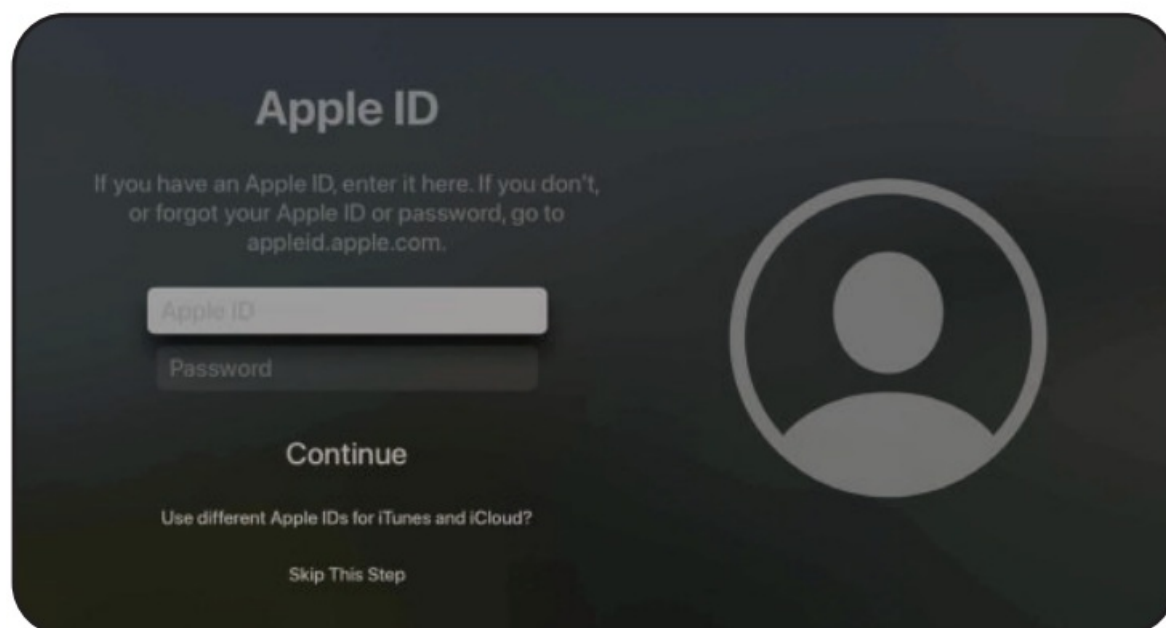 Apple ID
If you have an Apple ID, enter it here. If you don't,
or forgot your Apple ID or password, go to
appleid.apple.com.
Apple ID
Password
Continue
Use different Apple IDs for iTunes and iCloud?
Skip This Step